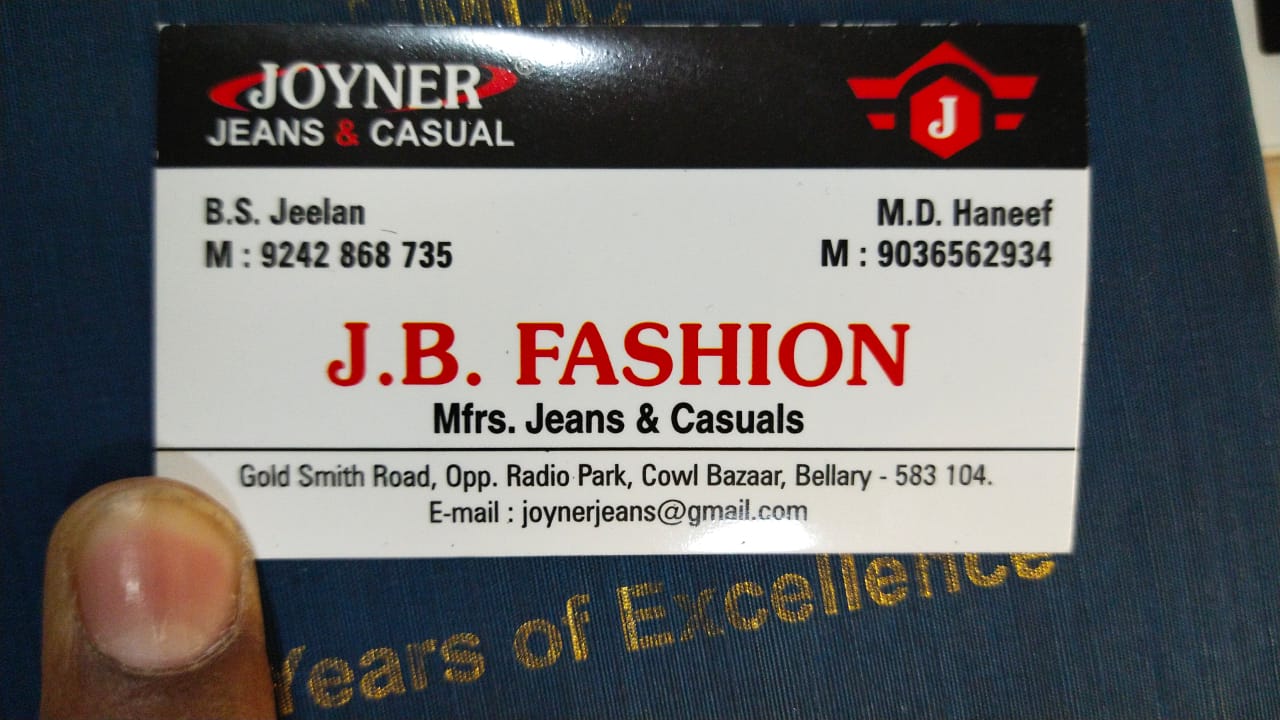 JOYNER
JEANS & CASUAL
J
B.S. Jeelan
M : 9242 868 735
M.D. Haneef
M : 9036562934
J.B. FASHION
Mfrs. Jeans & Casuals
Gold Smith Road, Opp. Radio Park, Cowl Bazaar, Bellary - 583 104.
E-mail : joynerjeans@gmail.com
Years of Excellence